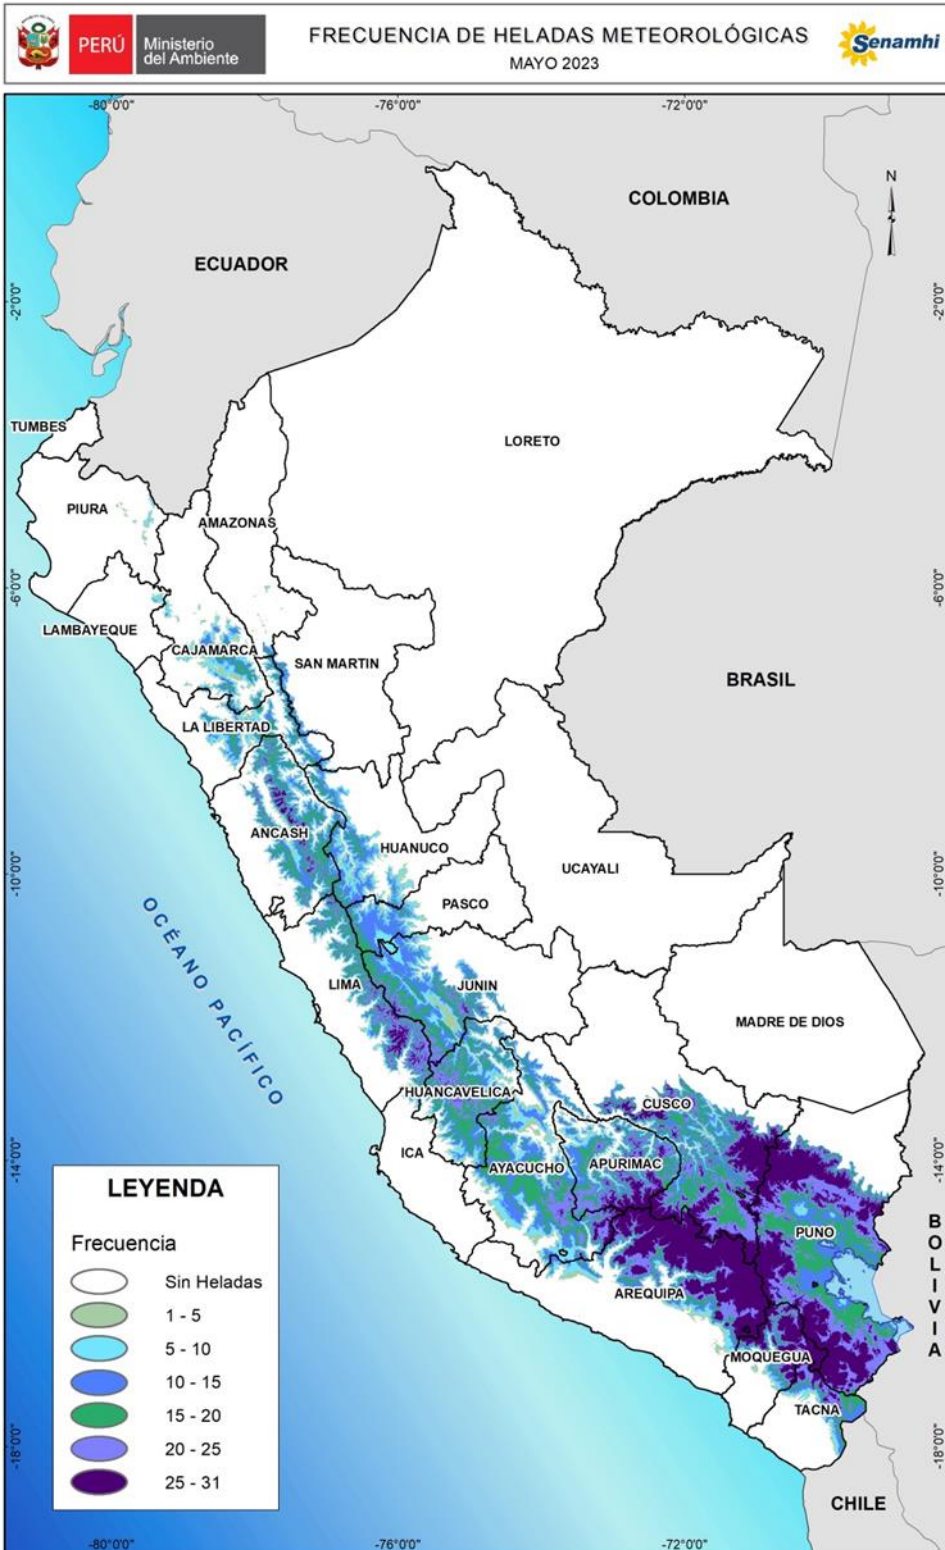 PERÚ
Ministerio
del Ambiente
FRECUENCIA DE HELADAS METEOROLÓGICAS
MAYO 2023
Senamhi
-80°0'0"
-76°0'0"
-72°0'0"
N
COLOMBIA
ECUADOR
-2°0'0"
-2°0'0"
TUMBES
LORETO
PIURA
AMAZONAS
-6°0'0"
-6°0'0"
LAMBAYEQUE
CAJAMARCA
SAN MARTIN
BRASIL
LA LIBERTAD
ANCASH
HUANUCO
-10°0'0"
-10°0'0"
UCAYALI
PASCO
OCÉANO PACÍFICO
LIMA
JUNIN
MADRE DE DIOS
HUANCAVELICA
CUSCO
-14°0'0"
-14°0'0"
ICA
AYACUCHO
APURIMAC
PUNO
BOLIVIA
AREQUIPA
MOQUEGUA
TACNA
-18°0'0"
-18°0'0"
CHILE
LEYENDA
Frecuencia
Sin Heladas
1 - 5
5 - 10
10 - 15
15 - 20
20 - 25
25 - 31
-80°0'0"
-76°0'0"
-72°0'0"